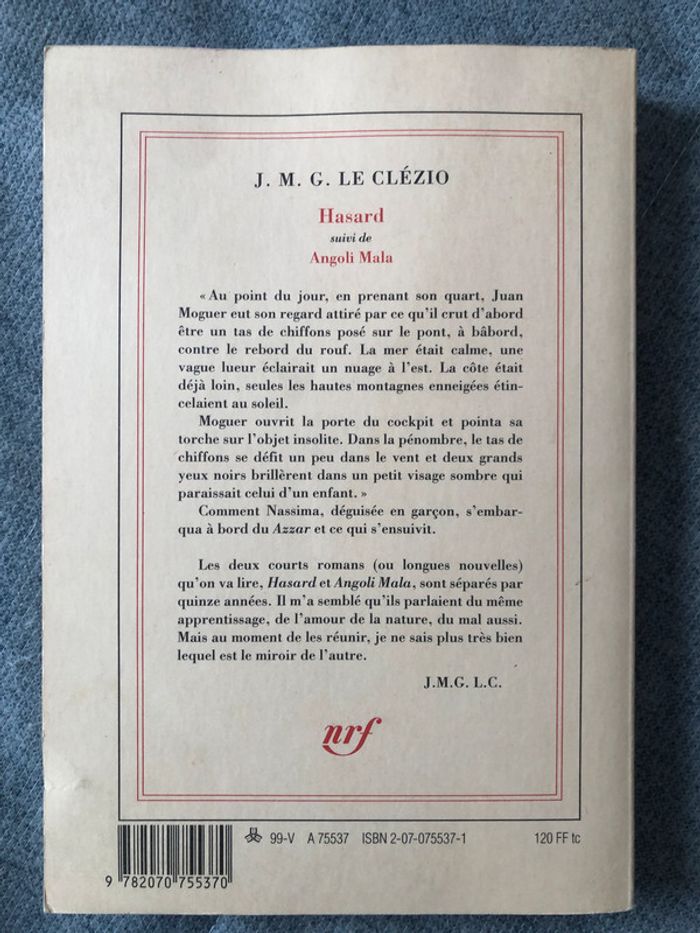 J. M. G. LE CLÉZIO
Hasard
suivi de
Angoli Mala
« Au point du jour, en prenant son quart, Juan
Moguer eut son regard attiré par ce qu'il crut d'abord
être un tas de chiffons posé sur le pont, à bâbord,
contre le rebord du rouf. La mer était calme, une
vague lueur éclairait un nuage à l'est. La côte était
déjà loin, seules les hautes montagnes enneigées étin-
celaient au soleil.
Moguer ouvrit la porte du cockpit et pointa sa
torche sur l'objet insolite. Dans la pénombre, le tas de
chiffons se défit un peu dans le vent et deux grands
yeux noirs brillèrent dans un petit visage sombre qui
paraissait celui d'un enfant. »
Comment Nassima, déguisée en garçon, s'embar-
qua à bord du Azzar et ce qui s'ensuivit.
Les deux courts romans (ou longues nouvelles)
qu'on va lire, Hasard et Angoli Mala, sont séparés par
quinze années. Il m'a semblé qu'ils parlaient du même
apprentissage, de l'amour de la nature, du mal aussi.
Mais au moment de les réunir, je ne sais plus très bien
lequel est le miroir de l'autre.
J.M.G. L.C.
nrf
99-V A 75537 ISBN 2-07-075537-1 120 FF tc
9 782070 755370